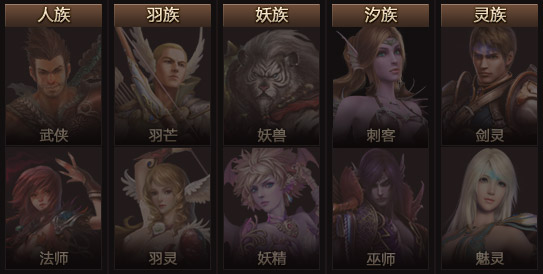 人族 羽族 妖族 汐族 灵族
武侠 羽芒 妖兽 刺客 剑灵
法师 羽灵 妖精 巫师 魅灵